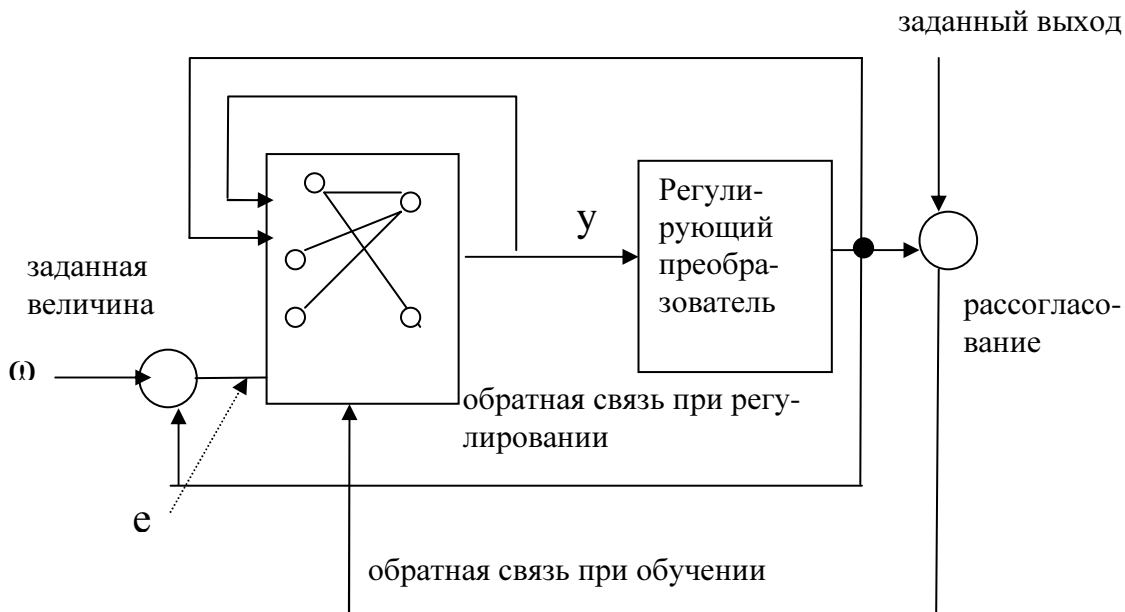 заданный выход
y
Регули-
рующий
преобра-
зователь
заданная
величина
рассогласо-
вание
ω
обратная связь при регу-
лировании
e
обратная связь при обучении